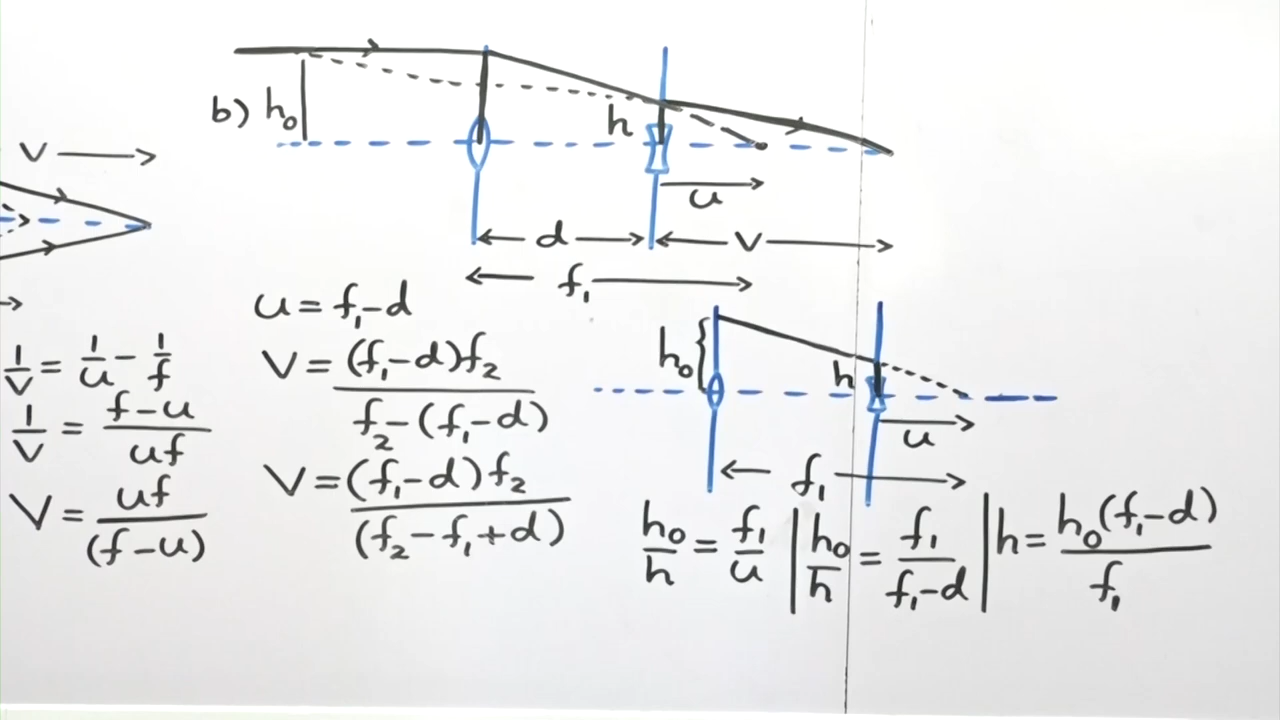 b) h₀
h
V ⟶
u
⟵ d ⟶ ⟵ V ⟶
⟵ f₁ ⟶
u = f₁-d
1/V = 1/u - 1/f
V = (f₁-d)f₂ / f₂-(f₁-d)
h₀
h
u
⟵ f₁ ⟶
1/V = f-u / uf
V = (f₁-d)f₂ / (f₂-f₁+d)
V = uf / (f-u)
h₀/h = f₁/u | h₀/h = f₁ / f₁-d | h = h₀(f₁-d) / f₁